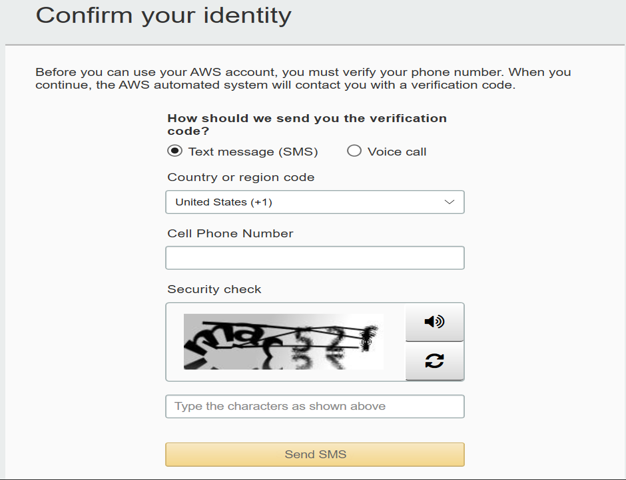 Confirm your identity
Before you can use your AWS account, you must verify your phone number. When you
continue, the AWS automated system will contact you with a verification code.
How should we send you the verification
code?
Text message (SMS)
Voice call
Country or region code
United States (+1)
Cell Phone Number
Security check
Type the characters as shown above
Send SMS